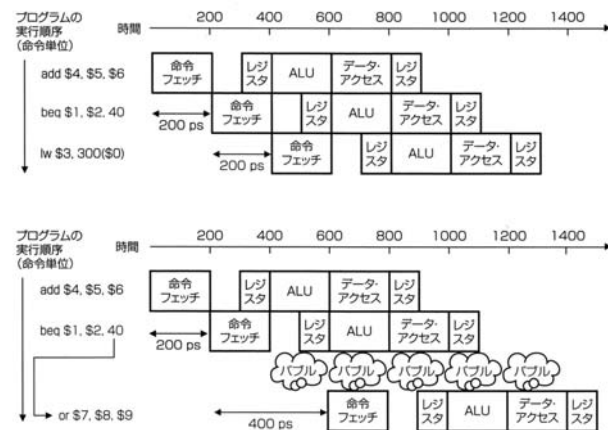 プログラムの
実行順序
(命令単位)
時間
200 400 600 800 1000 1200 1400
add $4, $5, $6
命令
フェッチ
レジ
スタ
ALU
データ・
アクセス
レジ
スタ
beq $1, $2, 40
200 ps
命令
フェッチ
レジ
スタ
ALU
データ・
アクセス
レジ
スタ
lw $3, 300($0)
200 ps
命令
フェッチ
レジ
スタ
ALU
データ・
アクセス
レジ
スタ
プログラムの
実行順序
(命令単位)
時間
200 400 600 800 1000 1200 1400
add $4, $5, $6
命令
フェッチ
レジ
スタ
ALU
データ・
アクセス
レジ
スタ
beq $1, $2, 40
200 ps
命令
フェッチ
レジ
スタ
ALU
データ・
アクセス
レジ
スタ
バブル バブル バブル バブル バブル
or $7, $8, $9
400 ps
命令
フェッチ
レジ
スタ
ALU
データ・
アクセス
レジ
スタ